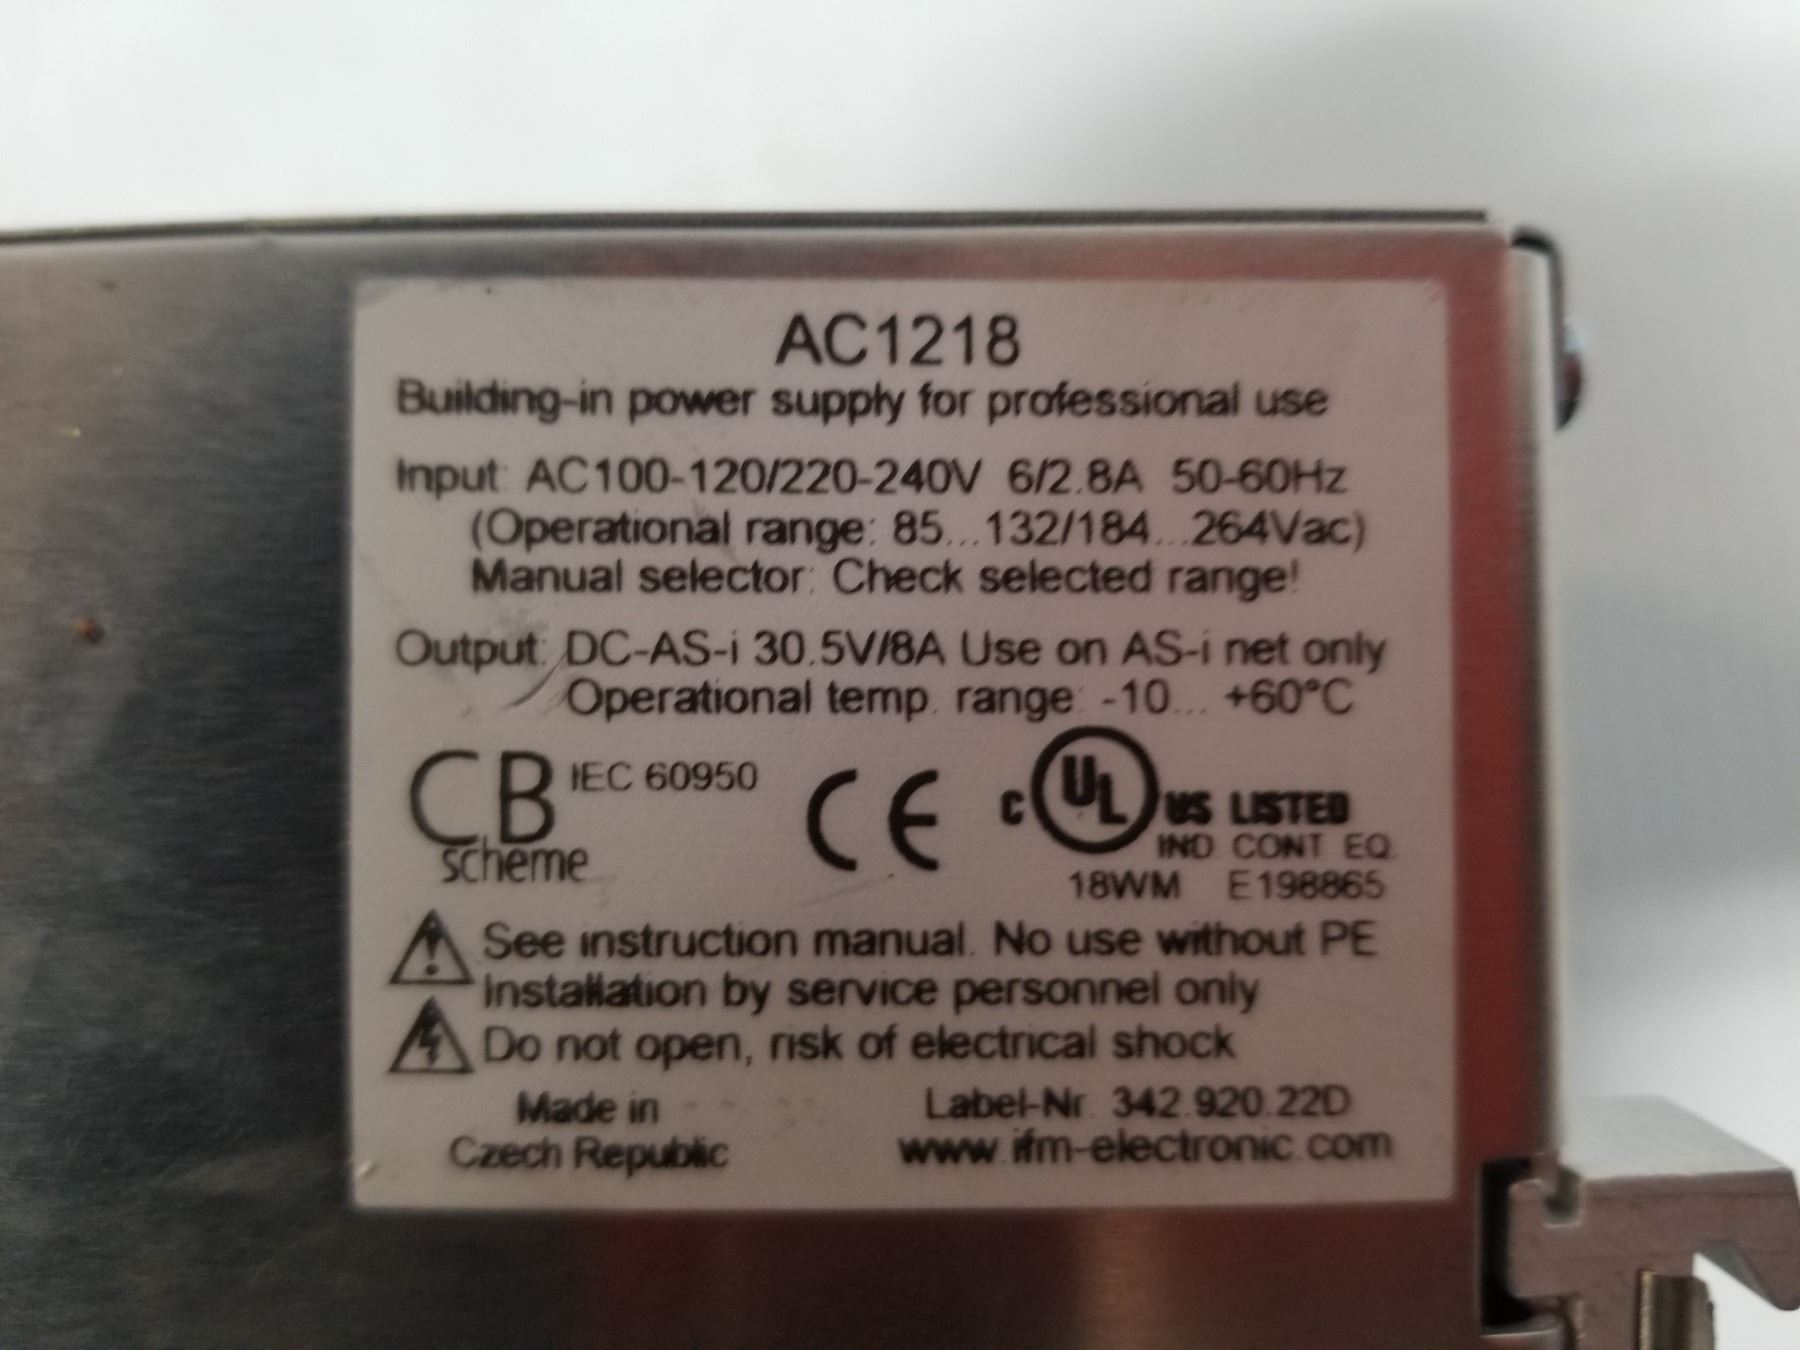 AC1218
Building-in power supply for professional use
Input: AC100-120/220-240V 6/2.8A 50-60Hz
(Operational range: 85...132/184...264Vac)
Manual selector: Check selected range!
Output: DC-AS-i 30.5V/8A Use on AS-i net only
Operational temp. range: -10... +60°C
CB scheme IEC 60950
CE
C UL US LISTED
IND CONT EQ
18WM E198865
See instruction manual. No use without PE
Installation by service personnel only
Do not open, risk of electrical shock
Made in
Czech Republic
Label-Nr. 342.920.22D
www.ifm-electronic.com